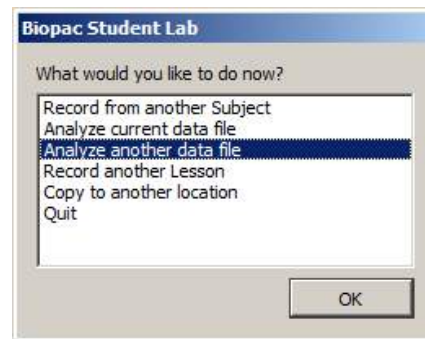 Biopac Student Lab
What would you like to do now?
Record from another Subject
Analyze current data file
Analyze another data file
Record another Lesson
Copy to another location
Quit
OK